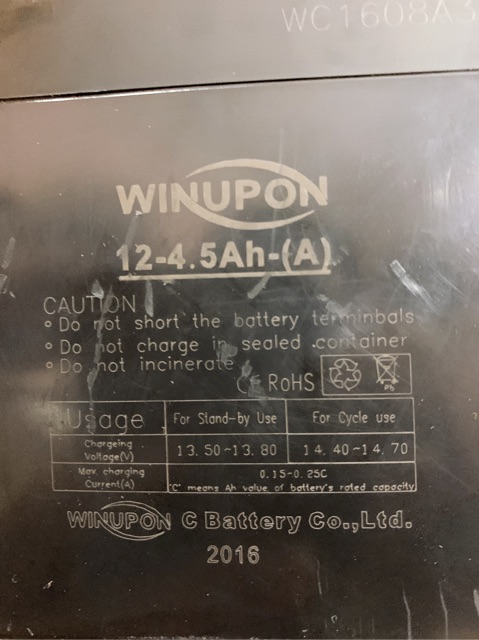 WC1608A3
WINUPON
12-4.5Ah-(A)
CAUTION
° Do not short the battery terminbals
° Do not charge in sealed container
° Do not incinerate
CE RoHS
Pb
Usage For Stand-by Use For Cycle use
Chargeing Voltage(V) 13.50~13.80 14.40~14.70
Max. charging Current(A) 0.15-0.25C
"C" means Ah value of battery's rated capacity
WINUPON C Battery Co.,Ltd.
2016